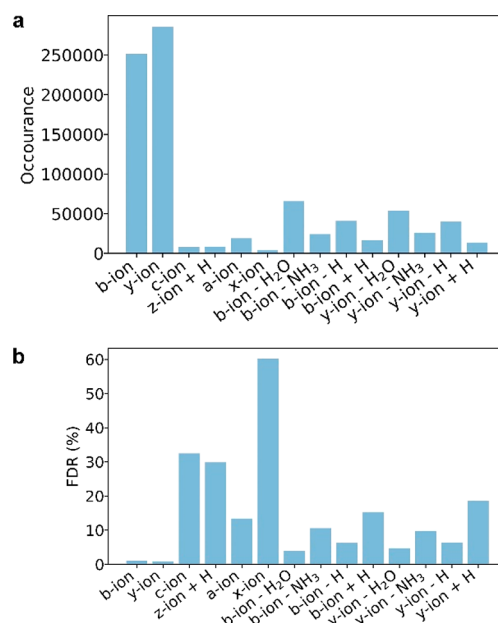 a
Occourance
250000
200000
150000
100000
50000
0
b-ion
y-ion
c-ion
z-ion + H
a-ion
x-ion
b-ion - H₂O
b-ion - NH₃
b-ion - H
b-ion + H
y-ion - H₂O
y-ion - NH₃
y-ion - H
y-ion + H
b
FDR (%)
60
50
40
30
20
10
0
b-ion
y-ion
c-ion
z-ion + H
a-ion
x-ion
b-ion - H₂O
b-ion - NH₃
b-ion - H
b-ion + H
y-ion - H₂O
y-ion - NH₃
y-ion - H
y-ion + H